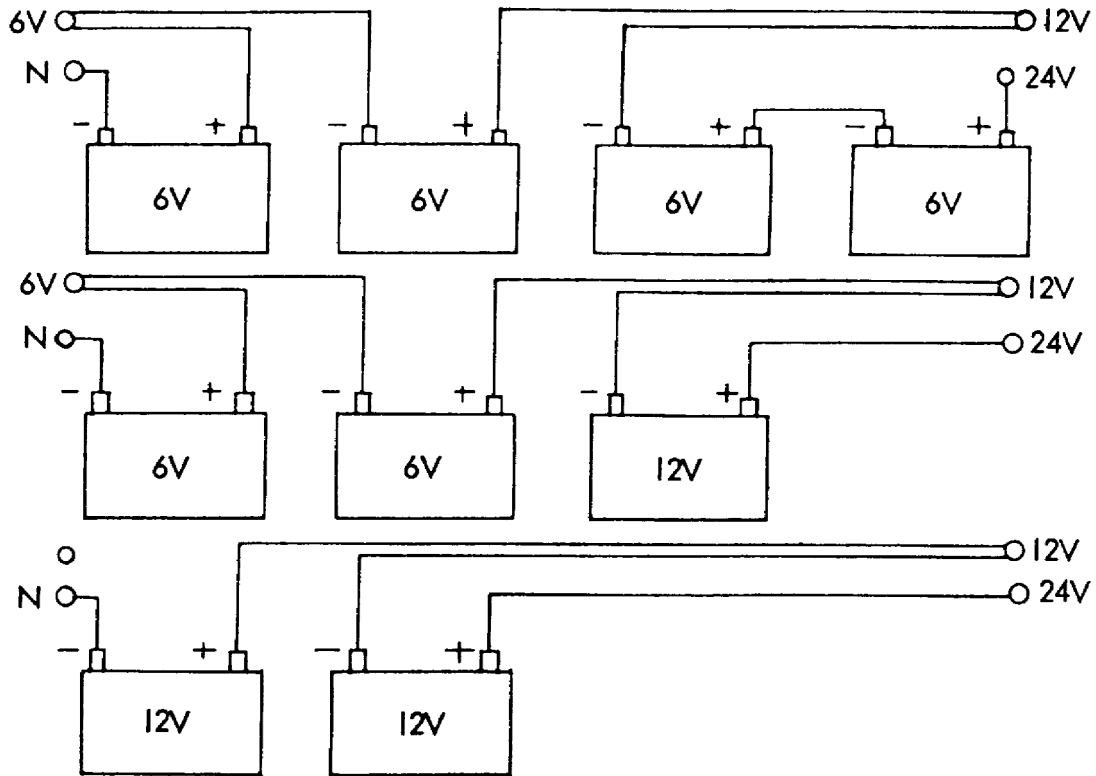 6V 12V
N 24V
- + - + - + - +
6V 6V 6V 6V
6V 12V
N 24V
- + - + - +
6V 6V 12V
12V
N 24V
- + - +
12V 12V